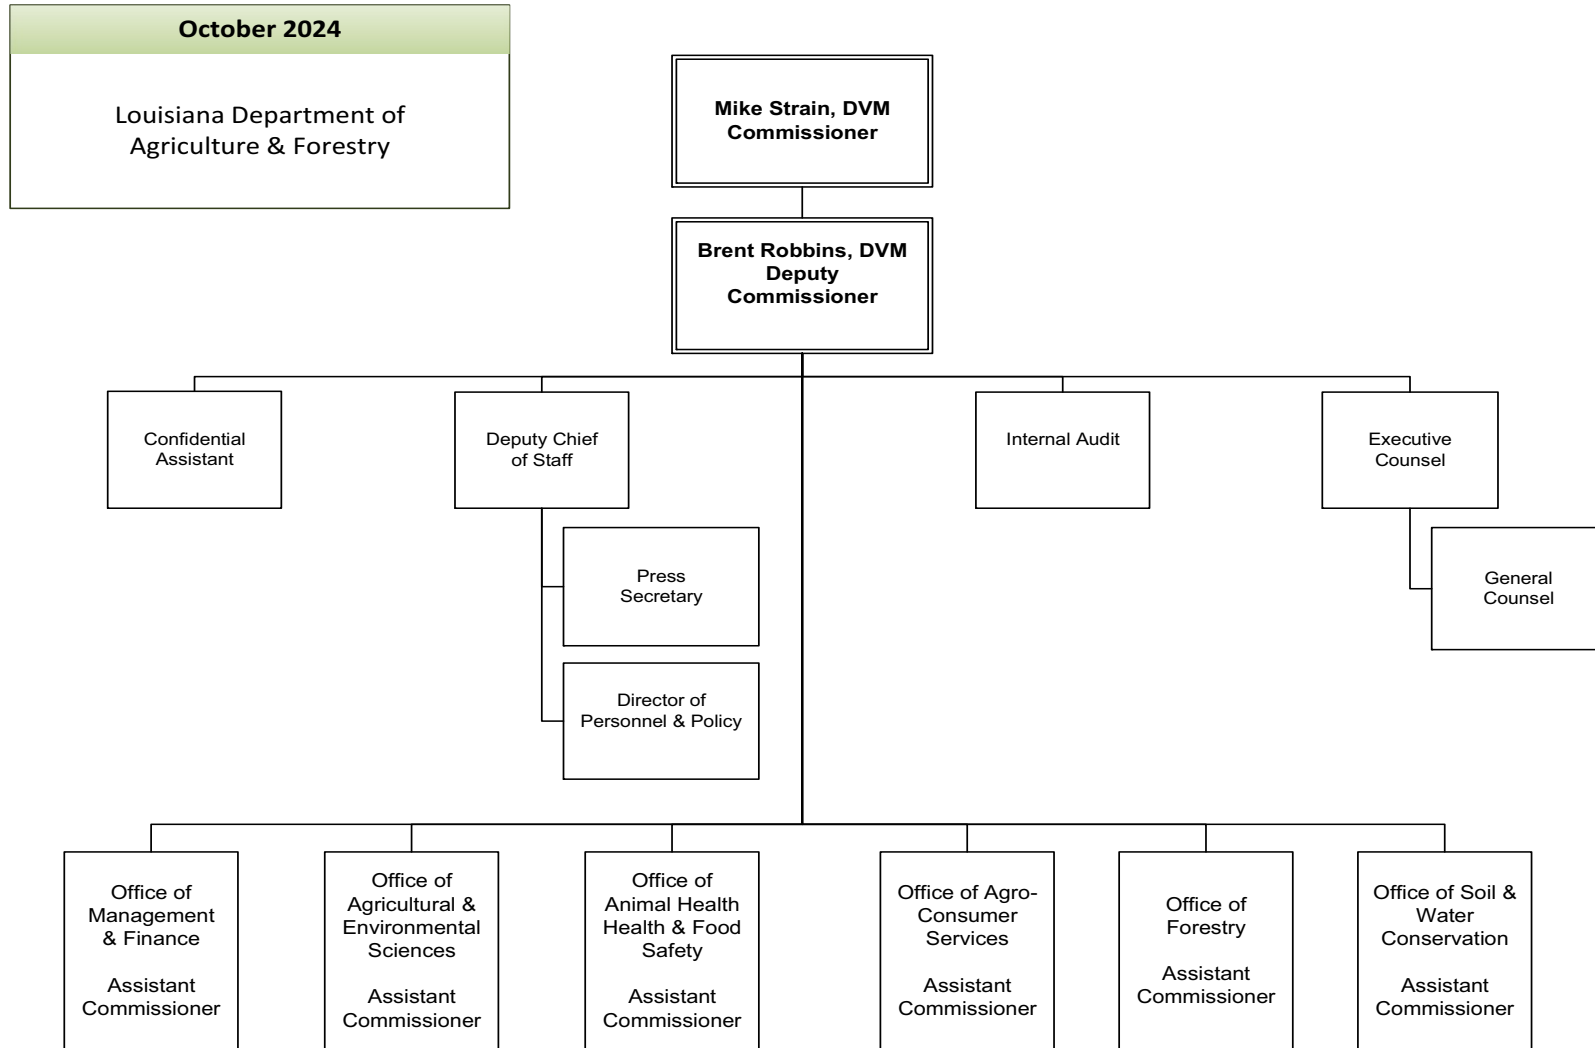 October 2024
Louisiana Department of
Agriculture & Forestry
Mike Strain, DVM
Commissioner
Brent Robbins, DVM
Deputy
Commissioner
Confidential
Assistant
Deputy Chief
of Staff
Internal Audit
Executive
Counsel
Press
Secretary
General
Counsel
Director of
Personnel & Policy
Office of
Management
& Finance
Assistant
Commissioner
Office of
Agricultural &
Environmental
Sciences
Assistant
Commissioner
Office of
Animal Health
Health & Food
Safety
Assistant
Commissioner
Office of Agro-
Consumer
Services
Assistant
Commissioner
Office of
Forestry
Assistant
Commissioner
Office of Soil &
Water
Conservation
Assistant
Commissioner